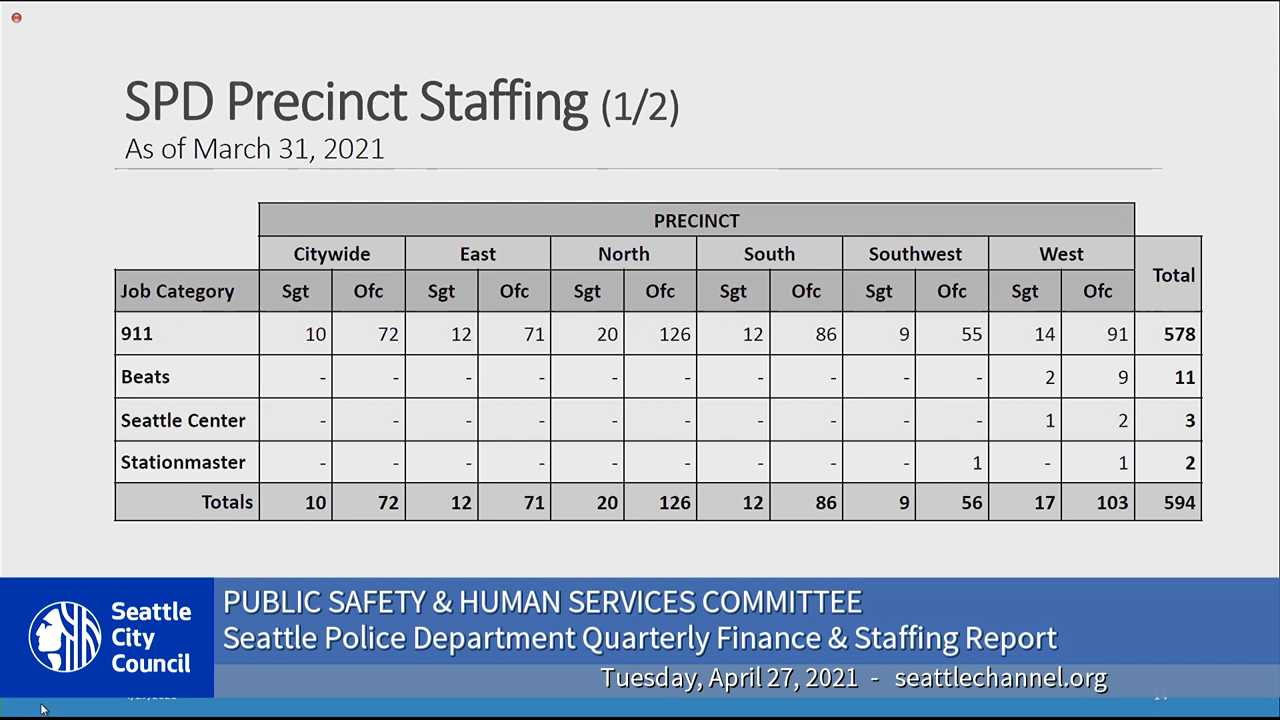 SPD Precinct Staffing (1/2)
As of March 31, 2021
PRECINCT
Citywide East North South Southwest West Total
Job Category Sgt Ofc Sgt Ofc Sgt Ofc Sgt Ofc Sgt Ofc Sgt Ofc
911 10 72 12 71 20 126 12 86 9 55 14 91 578
Beats - - - - - - - - - - 2 9 11
Seattle Center - - - - - - - - - - 1 2 3
Stationmaster - - - - - - - - - 1 - 1 2
Totals 10 72 12 71 20 126 12 86 9 56 17 103 594
Seattle
City
Council
PUBLIC SAFETY & HUMAN SERVICES COMMITTEE
Seattle Police Department Quarterly Finance & Staffing Report
Tuesday, April 27, 2021 - seattlechannel.org